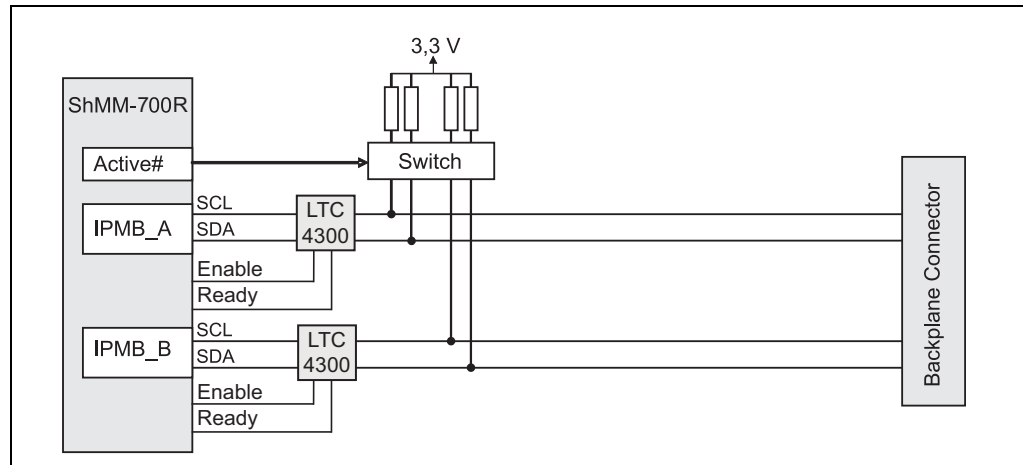 3,3 V
ShMM-700R
Active#
Switch
IPMB_A
SCL
SDA
LTC
4300
Enable
Ready
IPMB_B
SCL
SDA
LTC
4300
Enable
Ready
Backplane Connector